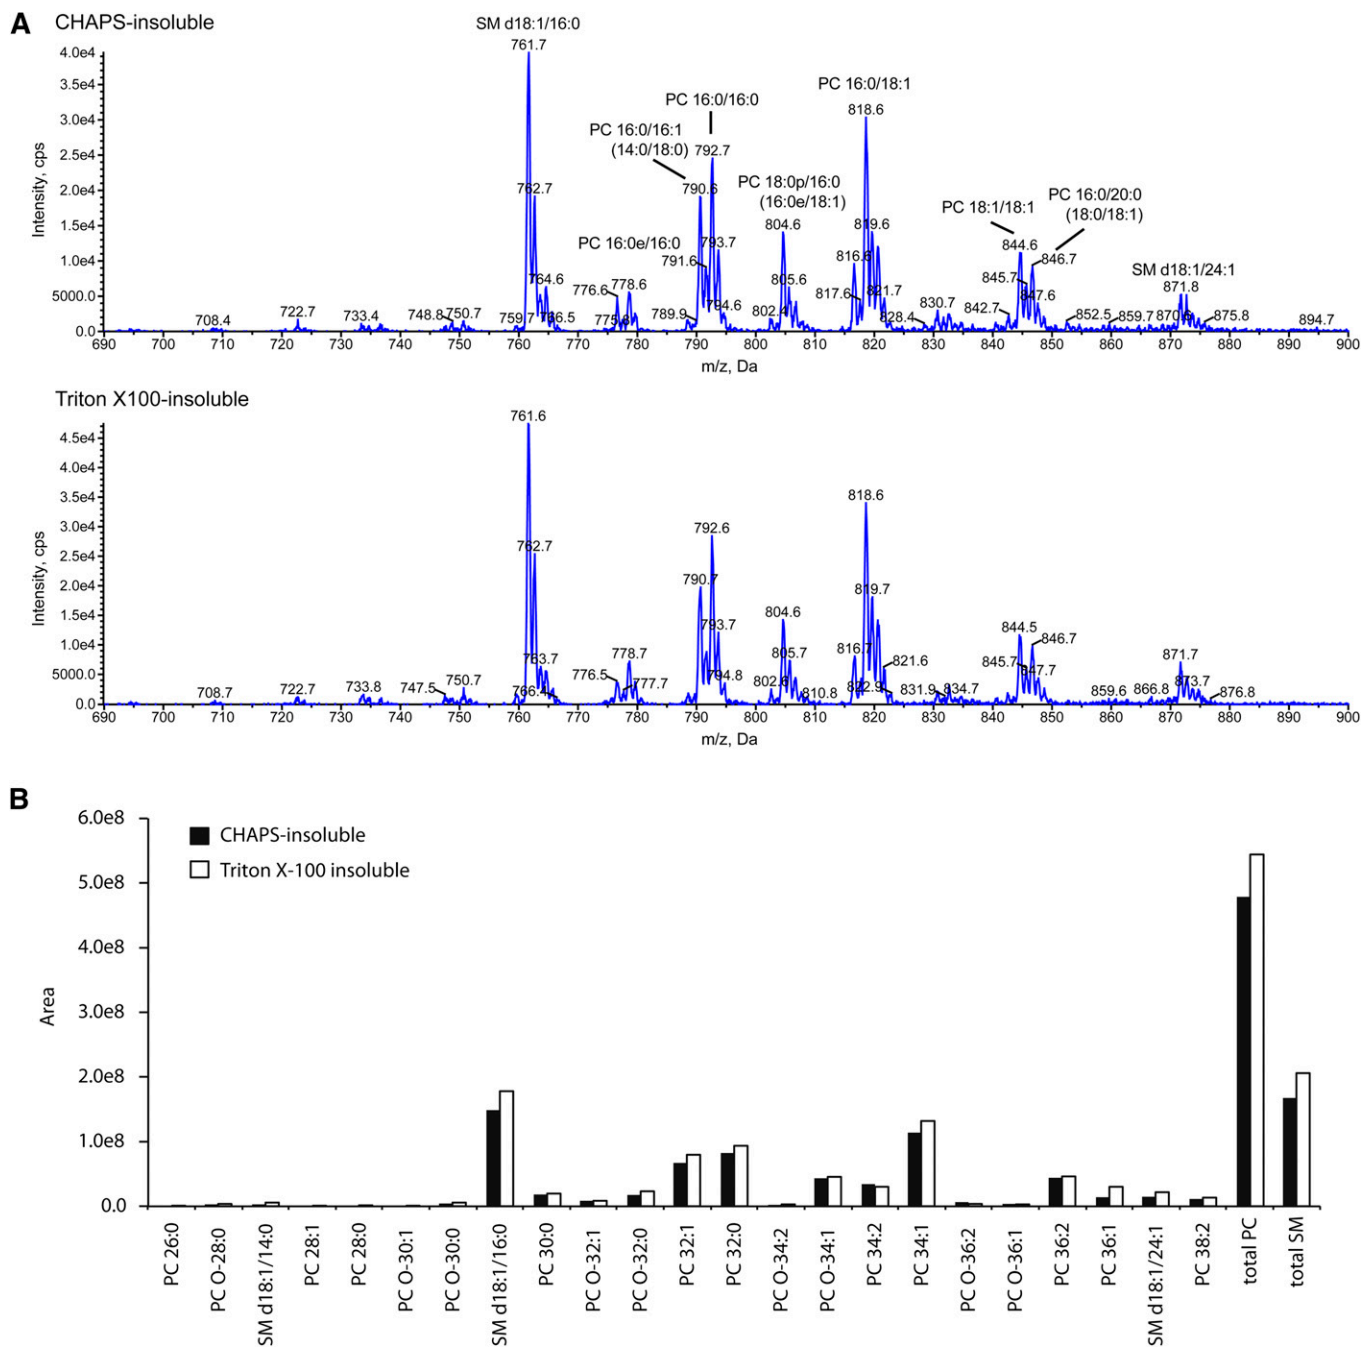 A
CHAPS-insoluble
SM d18:1/16:0
761.7
4.0e4
3.5e4
3.0e4
2.5e4
2.0e4
1.5e4
1.0e4
5000.0
0.0
Intensity, cps
PC 16:0/18:1
818.6
PC 16:0/16:0
PC 16:0/16:1
(14:0/18:0)
792.7
PC 18:0p/16:0
(16:0e/18:1)
790.6
762.7
PC 18:1/18:1
PC 16:0/20:0
(18:0/18:1)
804.6
819.6
PC 16:0e/16:0
793.7
791.6
844.6
846.7
SM d18:1/24:1
764.6
776.6
778.6
805.6
816.6
845.7
871.8
708.4
722.7
733.4
748.8
750.7
759.7
766.5
789.9
794.6
817.6
821.7
828.4
830.7
842.7
847.6
852.5
859.7
875.8
894.7
690 700 710 720 730 740 750 760 770 780 790 800 810 820 830 840 850 860 870 880 890 900
m/z, Da
Triton X100-insoluble
761.6
4.5e4
4.0e4
3.5e4
3.0e4
2.5e4
2.0e4
1.5e4
1.0e4
5000.0
0.0
Intensity, cps
818.6
792.6
762.7
790.7
819.7
793.7
804.6
844.5
846.7
763.7
778.7
805.7
816.7
821.6
845.7
847.7
871.7
708.7
722.7
733.8
747.5
750.7
766.4
776.5
777.7
794.8
802.6
810.8
822.9
831.9
834.7
859.6
866.8
873.7
876.8
690 700 710 720 730 740 750 760 770 780 790 800 810 820 830 840 850 860 870 880 890 900
m/z, Da
B
6.0e8
5.0e8
4.0e8
3.0e8
2.0e8
1.0e8
0.0
Area
CHAPS-insoluble
Triton X-100 insoluble
PC 26:0
PC O-28:0
SM d18:1/14:0
PC 28:1
PC 28:0
PC O-30:1
PC O-30:0
SM d18:1/16:0
PC 30:0
PC O-32:1
PC O-32:0
PC 32:1
PC 32:0
PC O-34:2
PC O-34:1
PC 34:2
PC 34:1
PC O-36:2
PC O-36:1
PC 36:2
PC 36:1
SM d18:1/24:1
PC 38:2
total PC
total SM